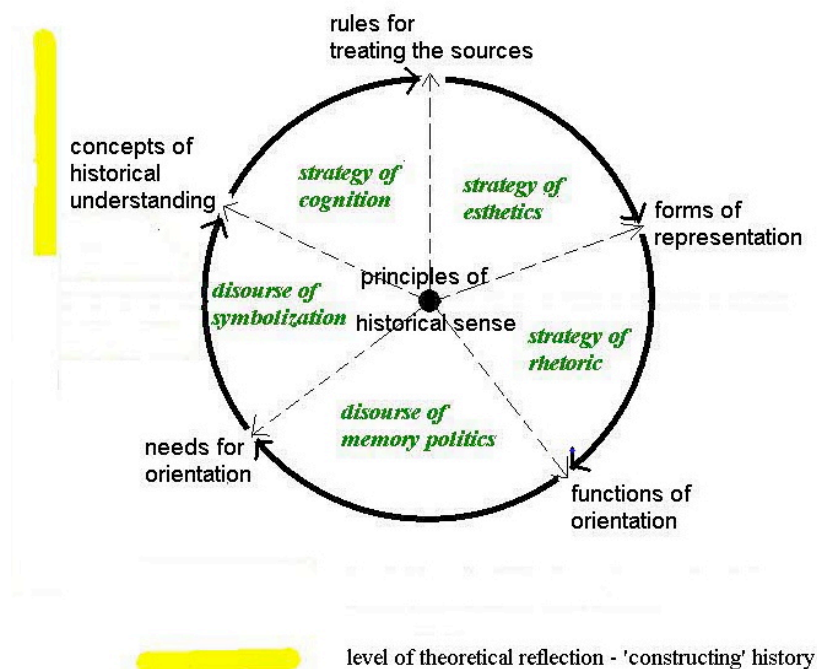 rules for
treating the sources
concepts of
historical
understanding
strategy of
cognition
strategy of
esthetics
forms of
representation
principles of
historical sense
disourse of
symbolization
strategy of
rhetoric
disourse of
memory politics
needs for
orientation
functions of
orientation
level of theoretical reflection - 'constructing' history